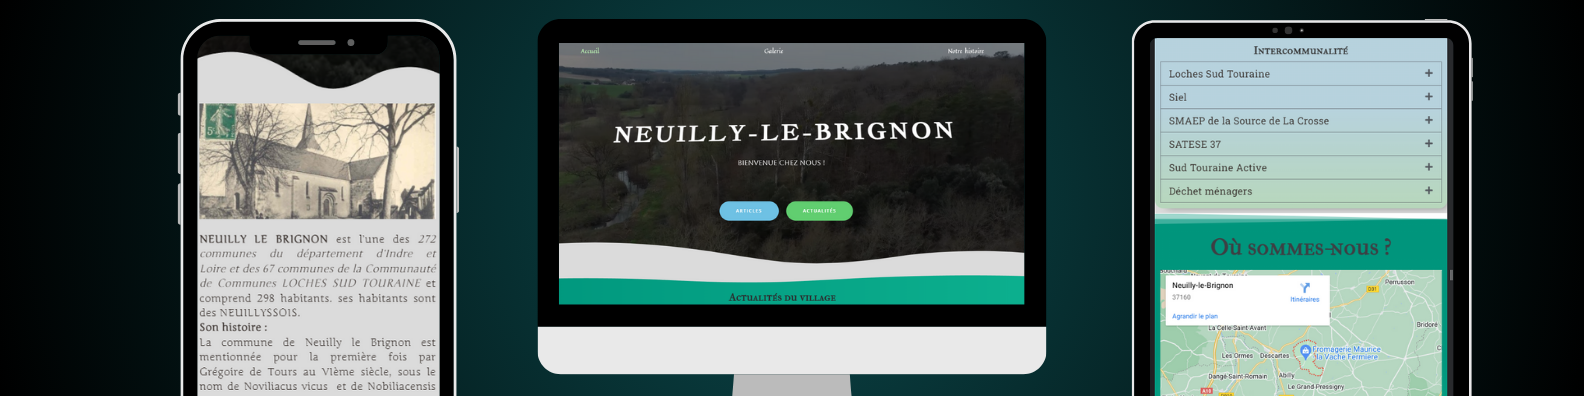 NEUILLY LE BRIGNON est l'une des 272
communes du département d'Indre et
Loire et des 67 communes de la Communauté
de Communes LOCHES SUD TOURAINE et
comprend 298 habitants. ses habitants sont
des NEUILLYSSOIS.
Son histoire :
La commune de Neuilly le Brignon est
mentionnée pour la première fois par
Grégoire de Tours au VIème siècle, sous le
nom de Noviliacus vicus et de Nobiliacensis
Accueil
Galerie
Notre histoire
NEUILLY-LE-BRIGNON
BIENVENUE CHEZ NOUS !
ARTICLES
ACTUALITÉS
Actualités du village
Intercommunalité
Loches Sud Touraine +
Siel +
SMAEP de la Source de La Crosse +
SATESE 37 +
Sud Touraine Active +
Déchet ménagers +
Où sommes-nous ?
Neuilly-le-Brignon
37160
Itinéraires
Agrandir le plan
D31
Perrusson
La Celle-Saint-Avant
Bridoré
Fromagerie Maurice
la Vache Fermière
Les Ormes
Descartes
Dangé-Saint-Romain
Abilly
Le Grand-Pressigny
A10